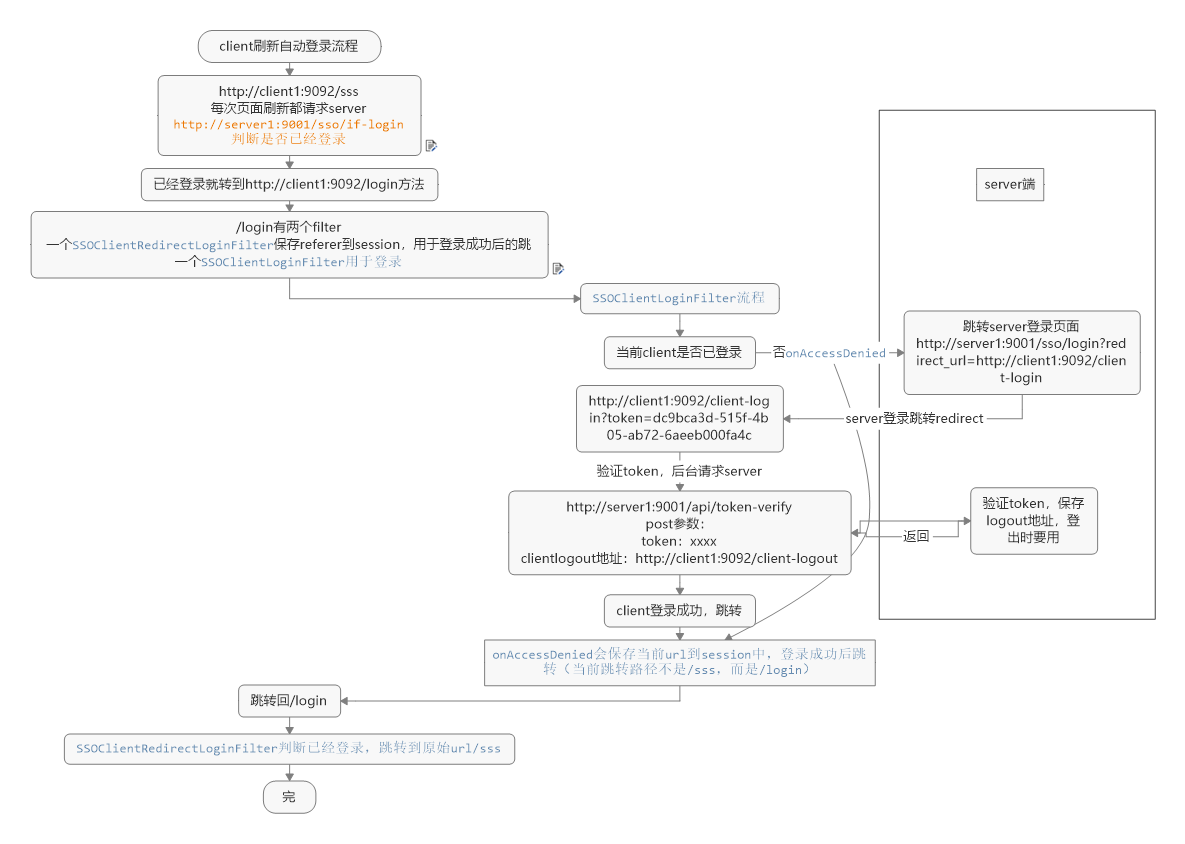 client刷新自动登录流程
http://client1:9092/sss
每次页面刷新都请求server
http://server1:9001/sso/if-login
判断是否已经登录
已经登录就转到http://client1:9092/login方法
/login有两个filter
一个SSOClientRedirectLoginFilter保存referer到session，用于登录成功后的跳
一个SSOClientLoginFilter用于登录
server端
SSOClientLoginFilter流程
当前client是否已登录
否onAccessDenied
跳转server登录页面
http://server1:9001/sso/login?red
irect_url=http://client1:9092/clien
t-login
http://client1:9092/client-log
in?token=dc9bca3d-515f-4b
05-ab72-6aeeb000fa4c
server登录跳转redirect
验证token，后台请求server
http://server1:9001/api/token-verify
post参数：
token：xxxx
clientlogout地址：http://client1:9092/client-logout
验证token，保存
logout地址，登
出时要用
返回
client登录成功，跳转
onAccessDenied会保存当前url到session中，登录成功后跳
转（当前跳转路径不是/sss，而是/login）
跳转回/login
SSOClientRedirectLoginFilter判断已经登录，跳转到原始url/sss
完